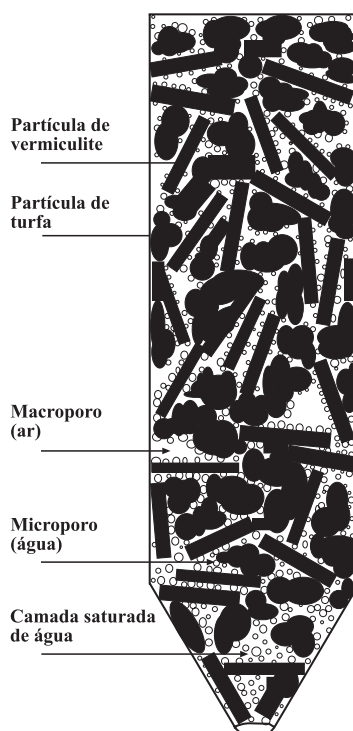 Partícula de
vermiculite
Partícula de
turfa
Macroporo
(ar)
Microporo
(água)
Camada saturada
de água